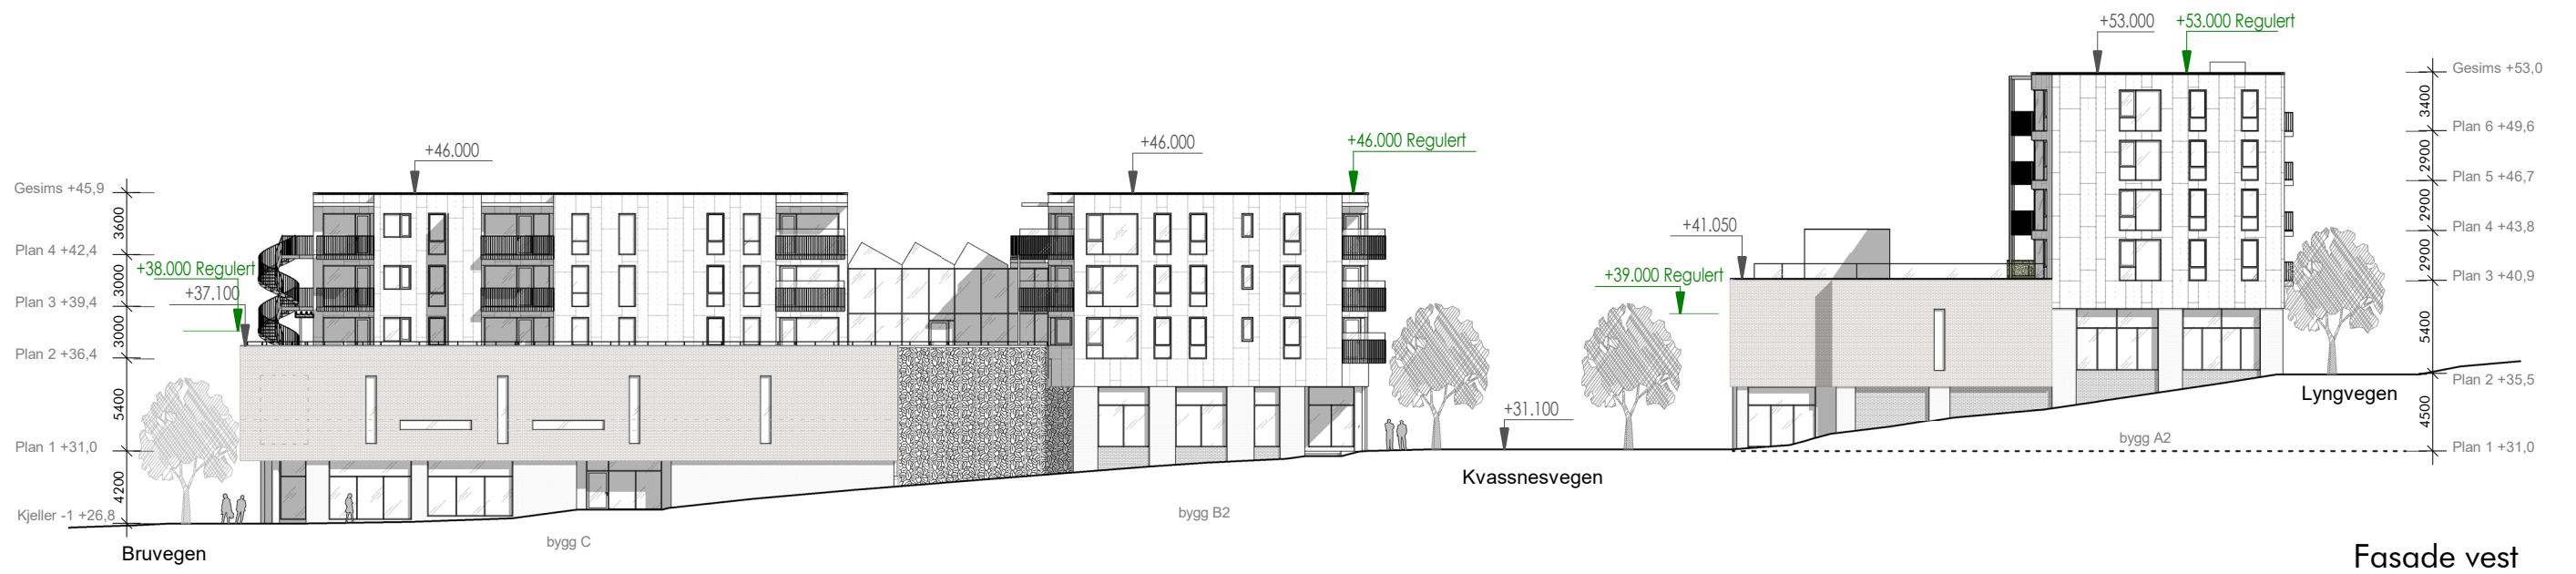 +53.000
+53.000 Regulert
Gesims +53,0
3400
Plan 6 +49,6
2900
Plan 5 +46,7
2900
Plan 4 +43,8
2900
Plan 3 +40,9
5400
Plan 2 +35,5
4500
Plan 1 +31,0
+46.000
+46.000
+46.000 Regulert
Gesims +45,9
3600
Plan 4 +42,4
3000
Plan 3 +39,4
3000
Plan 2 +36,4
5400
Plan 1 +31,0
4200
Kjeller -1 +26,8
+38.000 Regulert
+37.100
+41.050
+39.000 Regulert
+31.100
Lyngvegen
bygg A2
Kvassnesvegen
bygg B2
bygg C
Bruvegen
Fasade vest